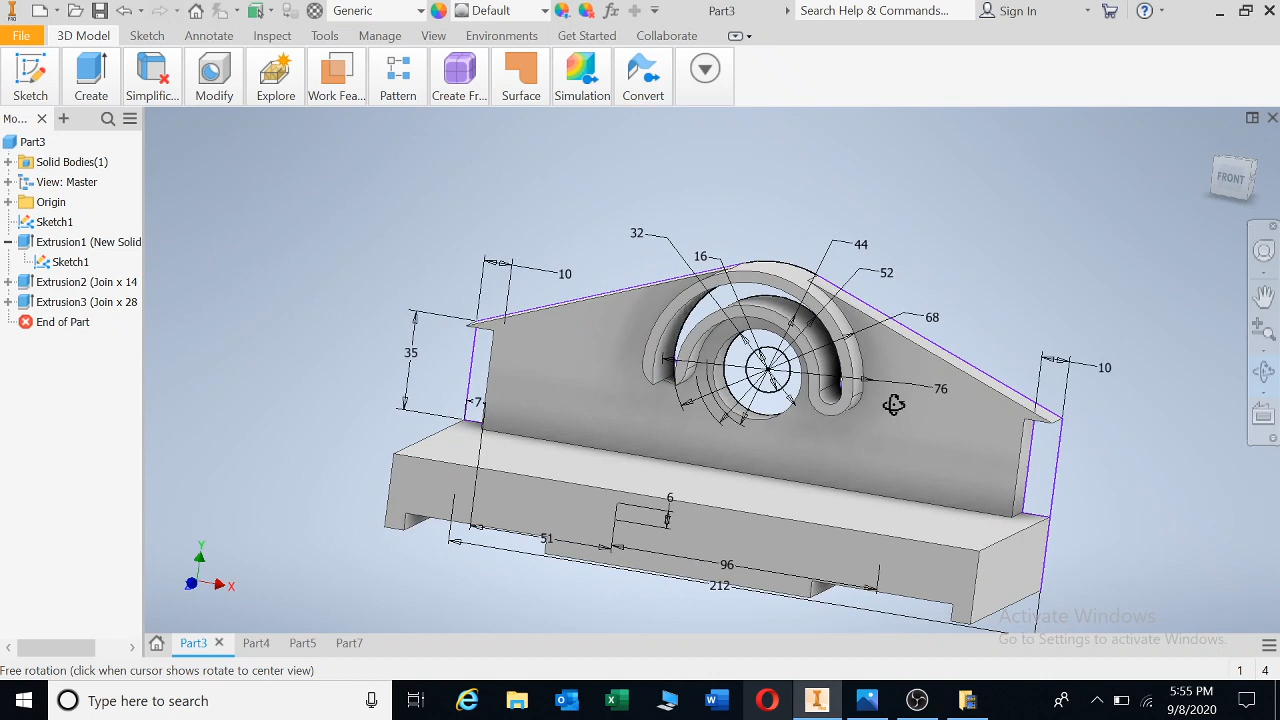 PRO
Generic
Default
Part3
Search Help & Commands...
Sign In
File
3D Model
Sketch
Annotate
Inspect
Tools
Manage
View
Environments
Get Started
Collaborate
Sketch
Create
Simplific...
Modify
Explore
Work Fea...
Pattern
Create Fr...
Surface
Simulation
Convert
Mo...
Part3
Solid Bodies(1)
View: Master
Origin
Sketch1
Extrusion1 (New Solid
Sketch1
Extrusion2 (Join x 14
Extrusion3 (Join x 28
End of Part
FRONT
32
16
44
52
10
68
35
10
76
7
6
51
96
212
Y
X
Activate Windows
Go to Settings to activate Windows.
Part3
Part4
Part5
Part7
Free rotation (click when cursor shows rotate to center view)
1
4
Type here to search
5:55 PM
9/8/2020